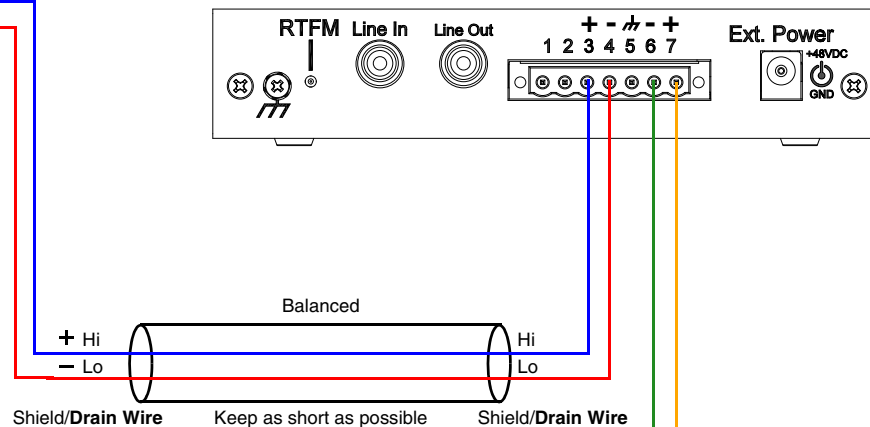 RTFM Line In Line Out + - - + Ext. Power
1 2 3 4 5 6 7 +48VDC
GND
Balanced
+ Hi Hi
- Lo Lo
Shield/Drain Wire Keep as short as possible Shield/Drain Wire